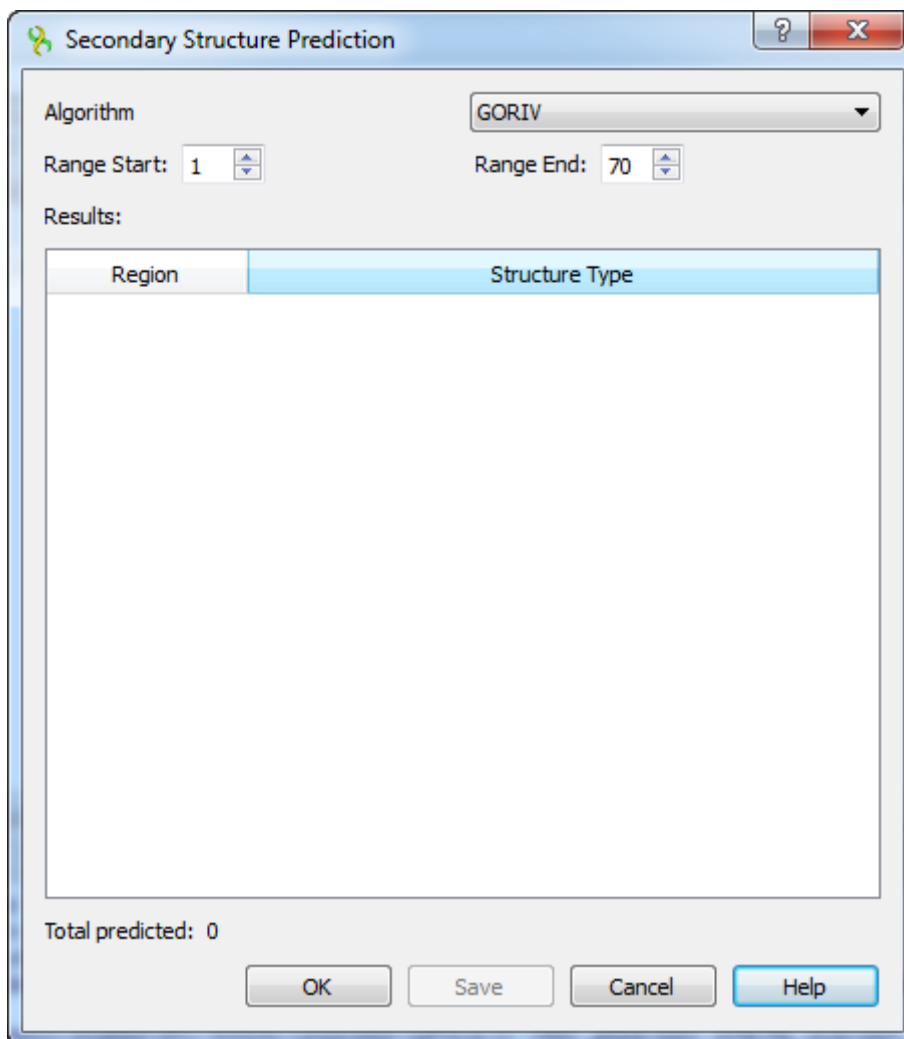 Secondary Structure Prediction
Algorithm GORIV
Range Start: 1 Range End: 70
Results:
Region Structure Type
Total predicted: 0
OK Save Cancel Help